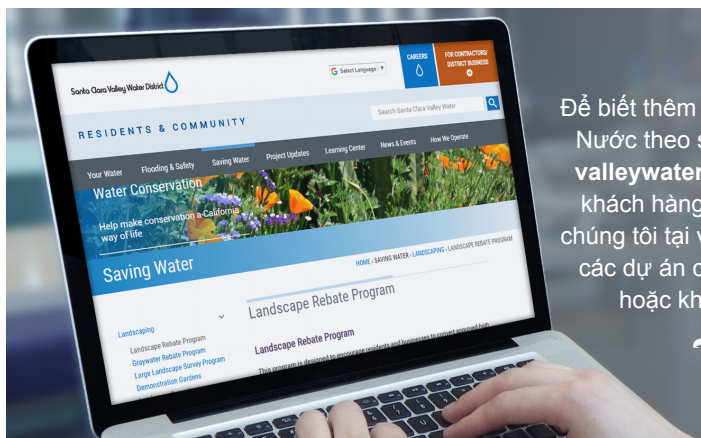 Santa Clara Valley Water District
Select Language
CAREERS
FOR CONTRACTORS/
DISTRICT BUSINESS
RESIDENTS & COMMUNITY
Search Santa Clara Valley Water
Your Water
Flooding & Safety
Saving Water
Project Updates
Learning Center
News & Events
How We Operate
Water Conservation
Help make conservation a California
way of life
Saving Water
HOME › SAVING WATER › LANDSCAPING › LANDSCAPE REBATE PROGRAM
Landscaping
Landscape Rebate Program
Graywater Rebate Program
Large Landscape Survey Program
Demonstration Gardens
Landscape Rebate Program
Landscape Rebate Program
This program is designed to encourage residents and businesses to convert approved high
Để biết thêm
Nước theo
valleywater
khách hàng
chúng tôi tại
các dự án
hoặc